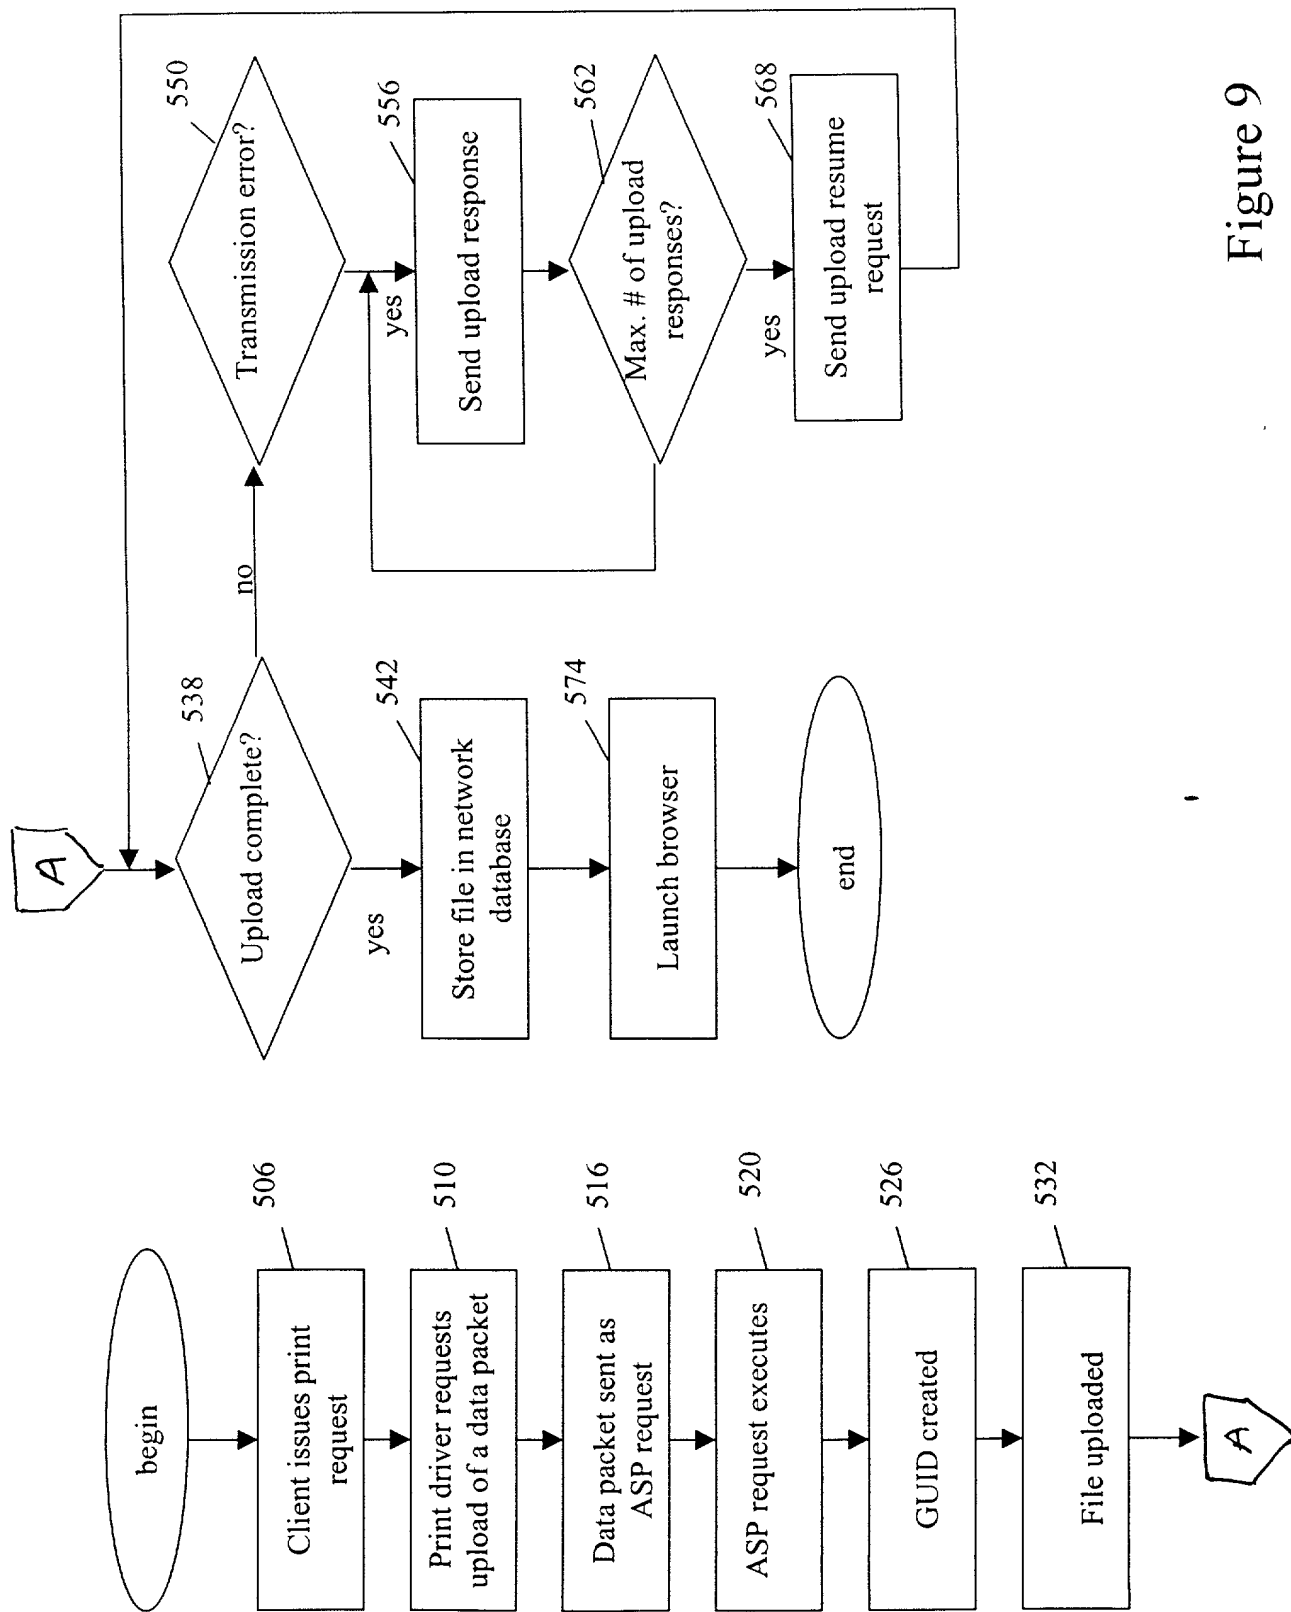 begin
Client issues print
request
506
Print driver requests
upload of a data packet
510
Data packet sent as
ASP request
516
ASP request executes
520
GUID created
526
File uploaded
532
A
A
Upload complete?
538
yes
no
Store file in network
database
542
Launch browser
574
end
Transmission error?
550
yes
Send upload response
556
Max. # of upload
responses?
562
yes
Send upload resume
request
568
Figure 9